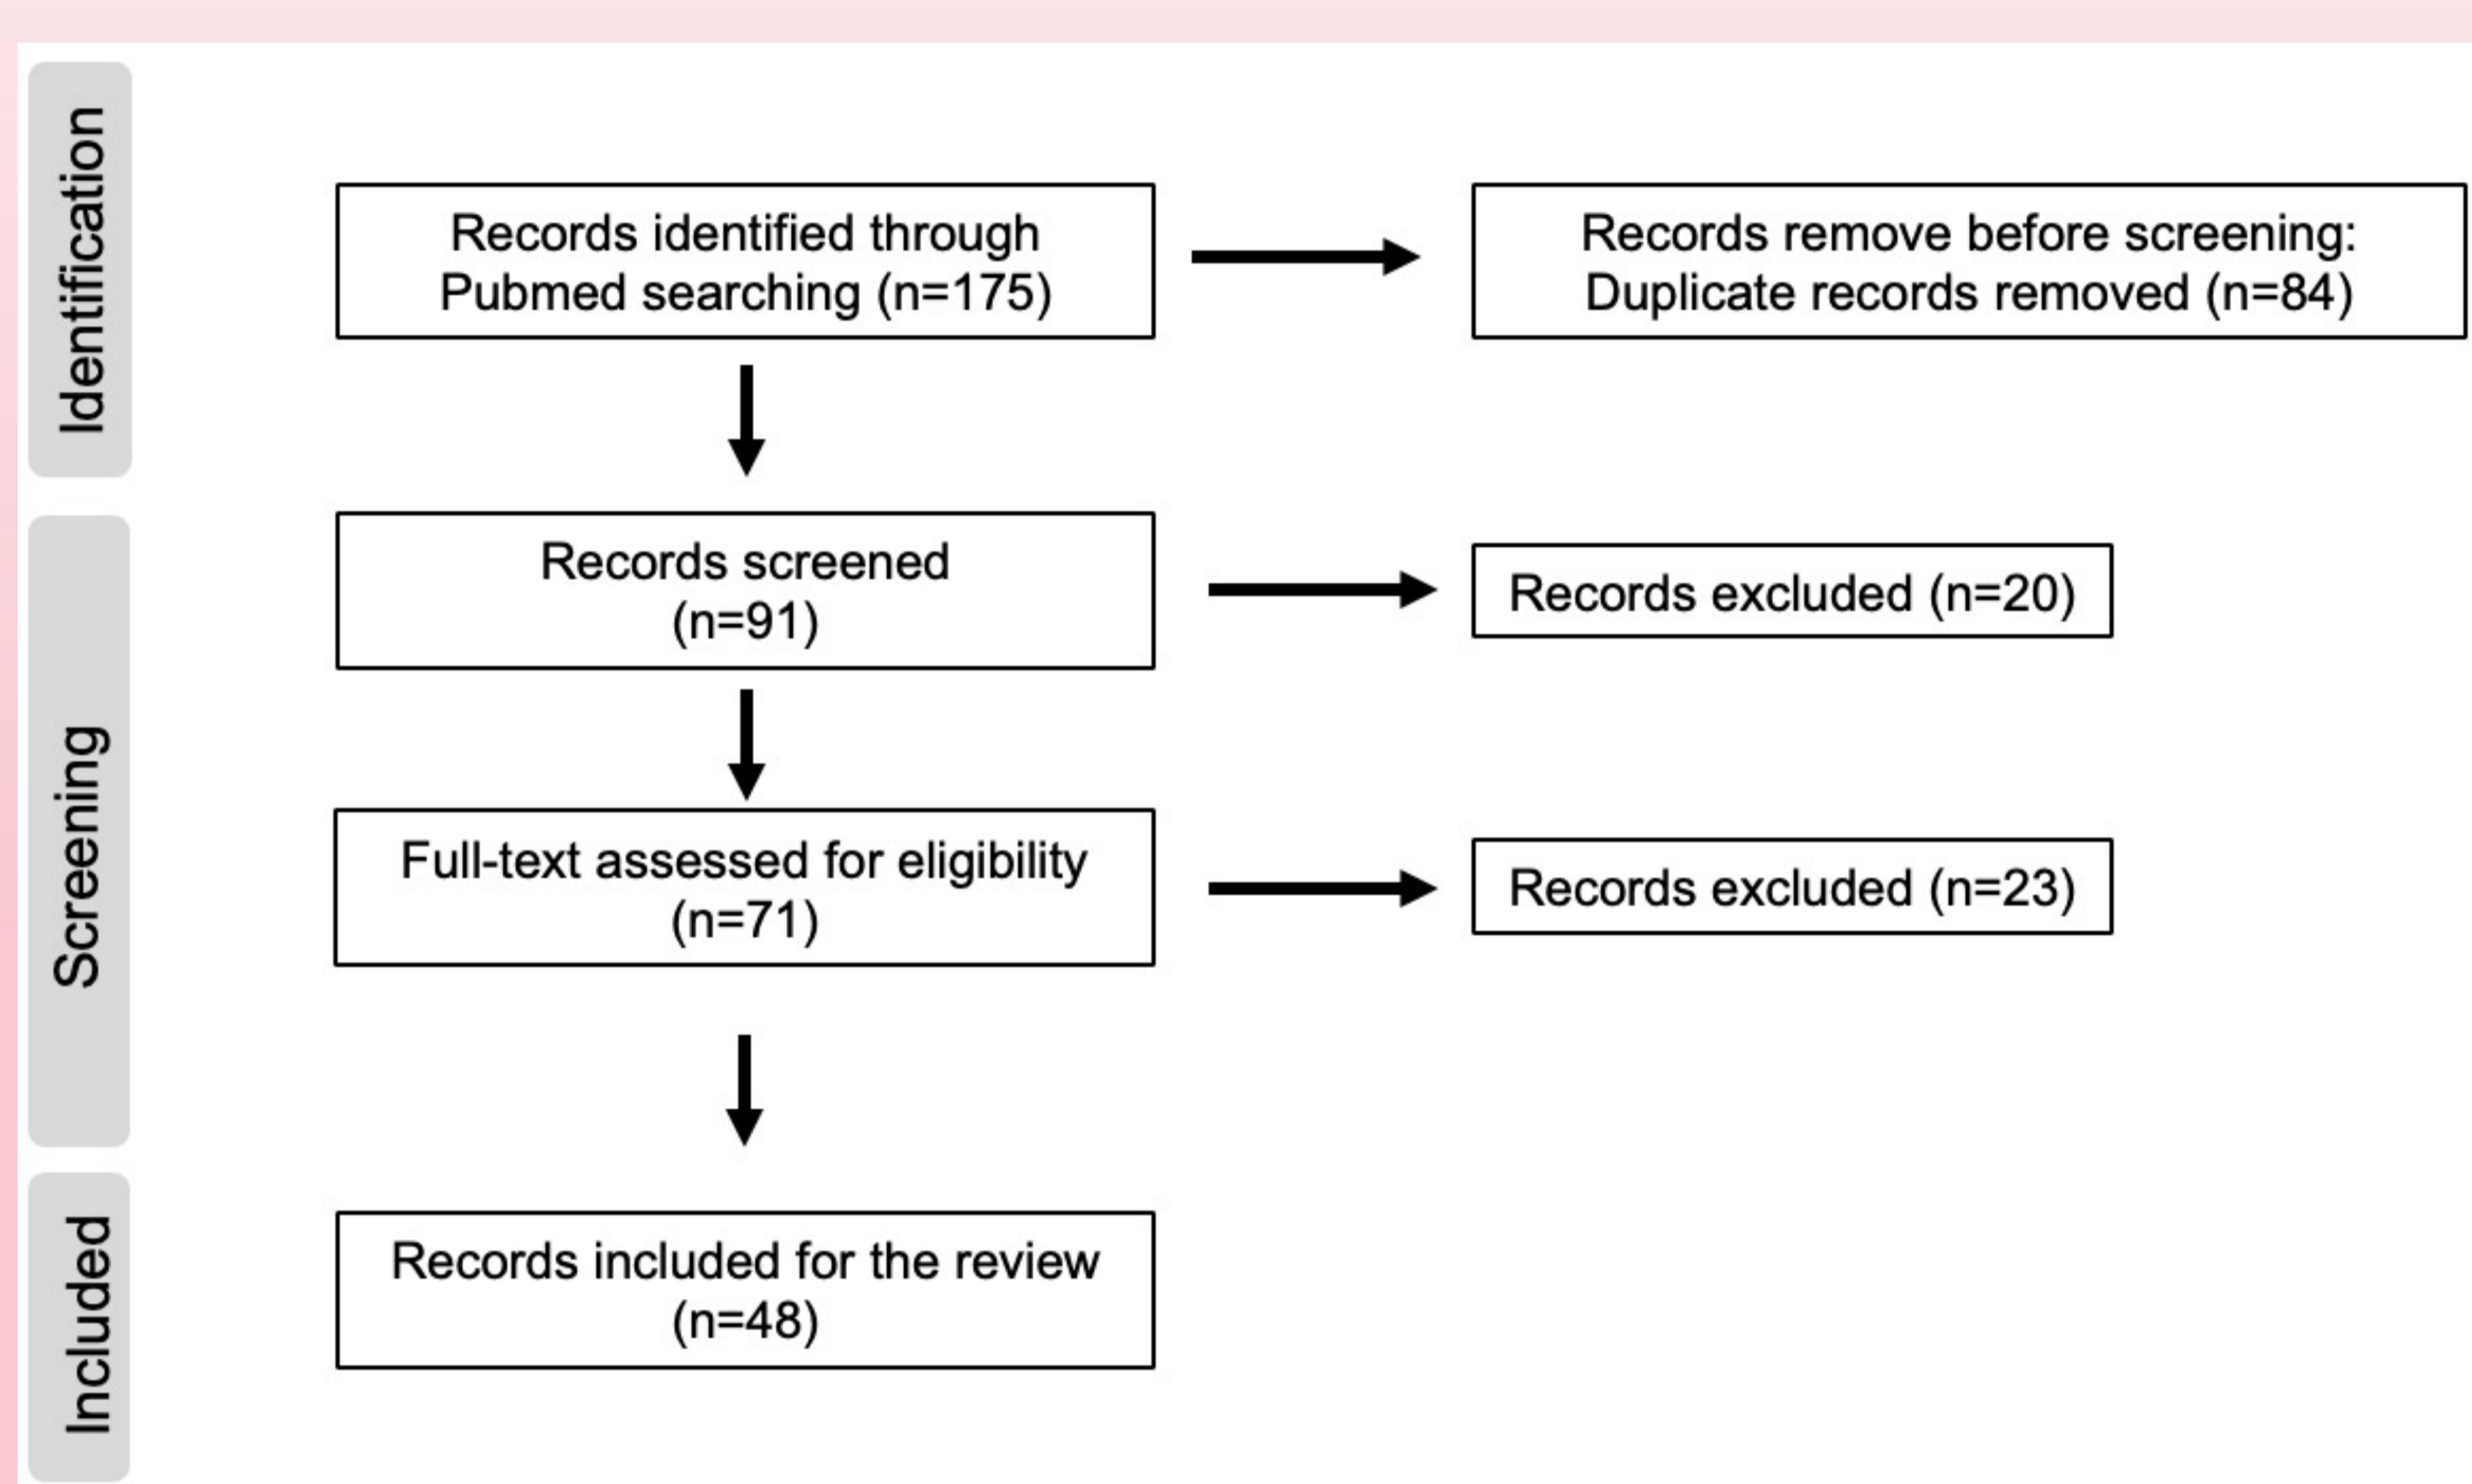 Identification
Records identified through
Pubmed searching (n=175)
Records remove before screening:
Duplicate records removed (n=84)
Screening
Records screened
(n=91)
Records excluded (n=20)
Full-text assessed for eligibility
(n=71)
Records excluded (n=23)
Included
Records included for the review
(n=48)